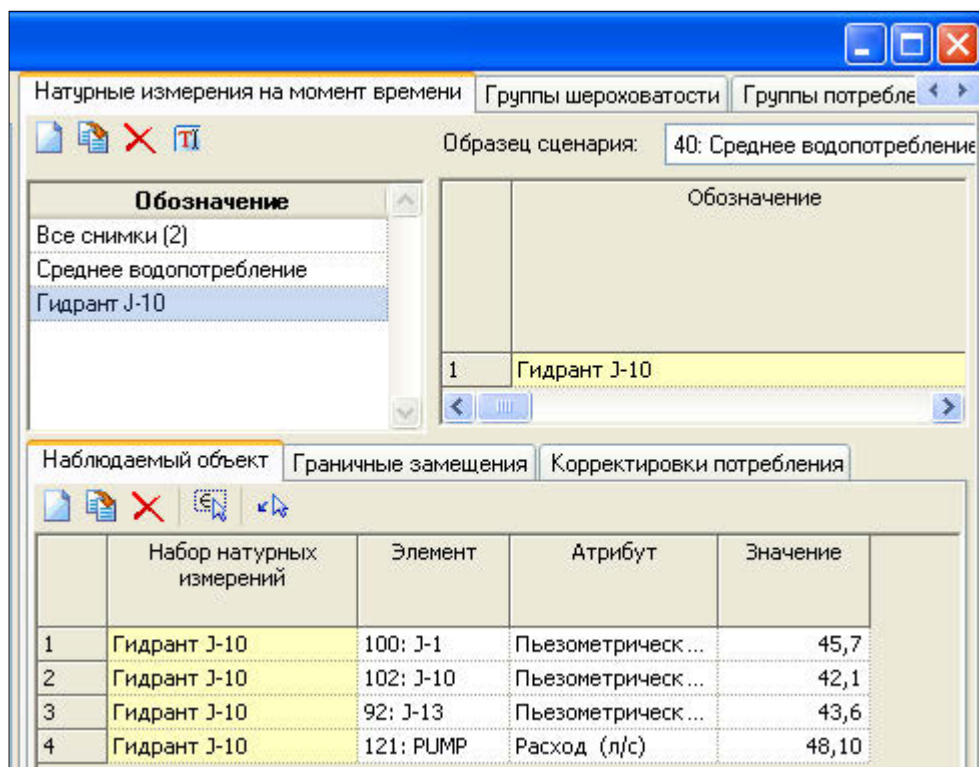 Натурные измерения на момент времени Группы шероховатости Группы потребле
Образец сценария: 40: Среднее водопотребление
Обозначение
Все снимки (2)
Среднее водопотребление
Гидрант J-10
Обозначение
1 Гидрант J-10
Наблюдаемый объект Граничные замещения Корректировки потребления
Набор натурных измерений Элемент Атрибут Значение
1 Гидрант J-10 100: J-1 Пьезометрическ... 45,7
2 Гидрант J-10 102: J-10 Пьезометрическ... 42,1
3 Гидрант J-10 92: J-13 Пьезометрическ... 43,6
4 Гидрант J-10 121: PUMP Расход (л/с) 48,10